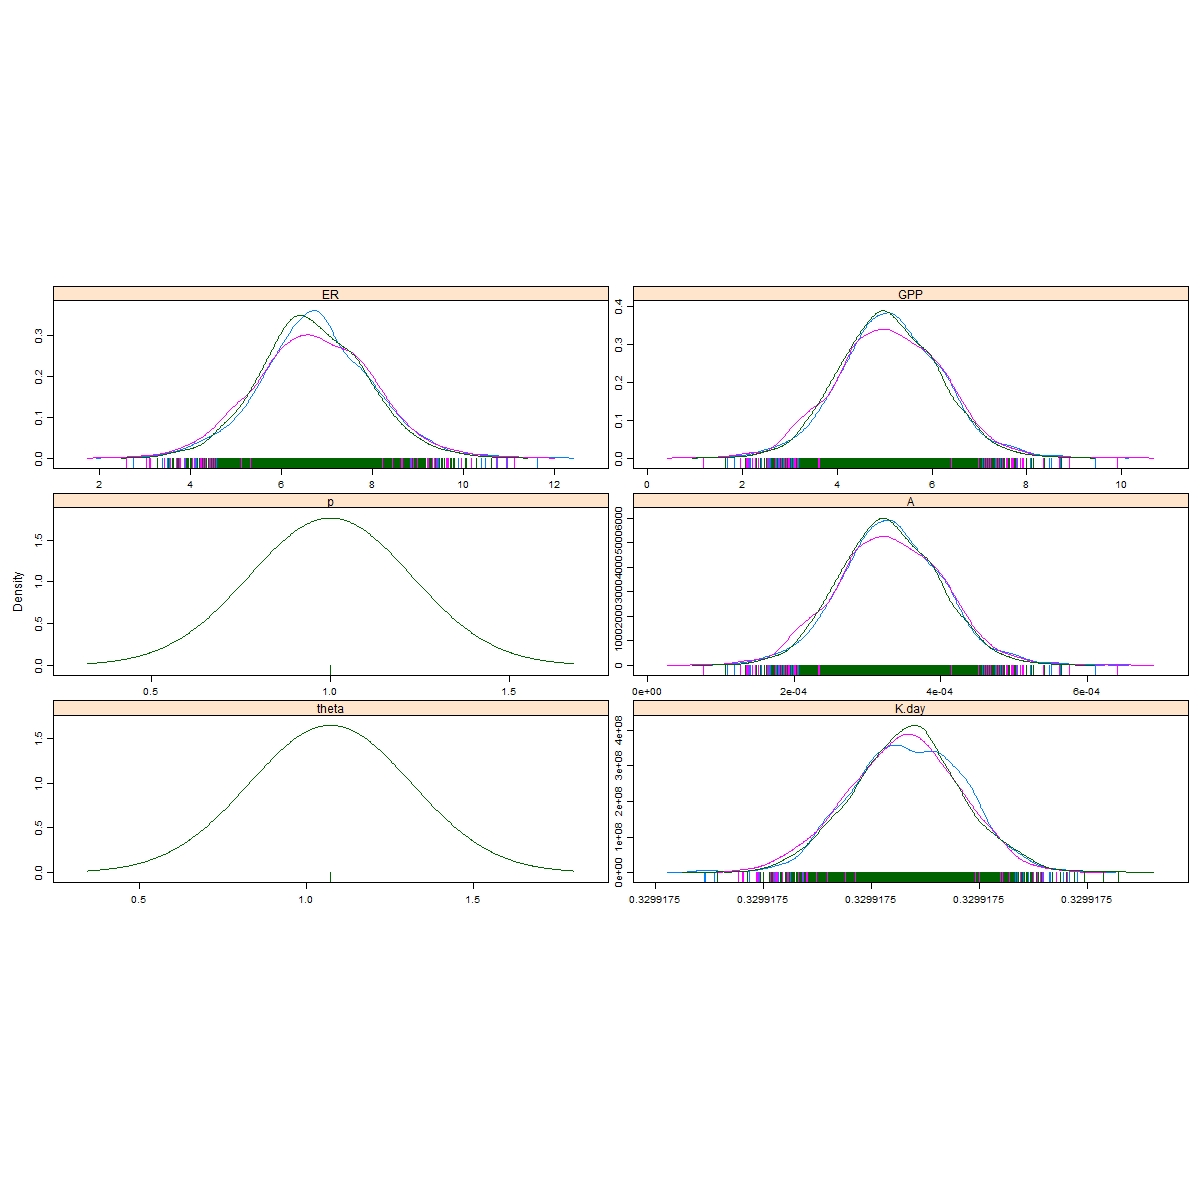 ER
GPP
0.0 0.1 0.2 0.3
0.0 0.1 0.2 0.3 0.4
2 4 6 8 10 12
0 2 4 6 8 10
p
A
0.0 0.5 1.0 1.5
0 1000 2000 3000 4000 5000 6000
Density
0.5 1.0 1.5
0e+00 2e-04 4e-04 6e-04
theta
K.day
0.0 0.5 1.0 1.5
0e+00 1e+08 2e+08 3e+08 4e+08
0.5 1.0 1.5
0.3299175 0.3299175 0.3299175 0.3299175 0.3299175